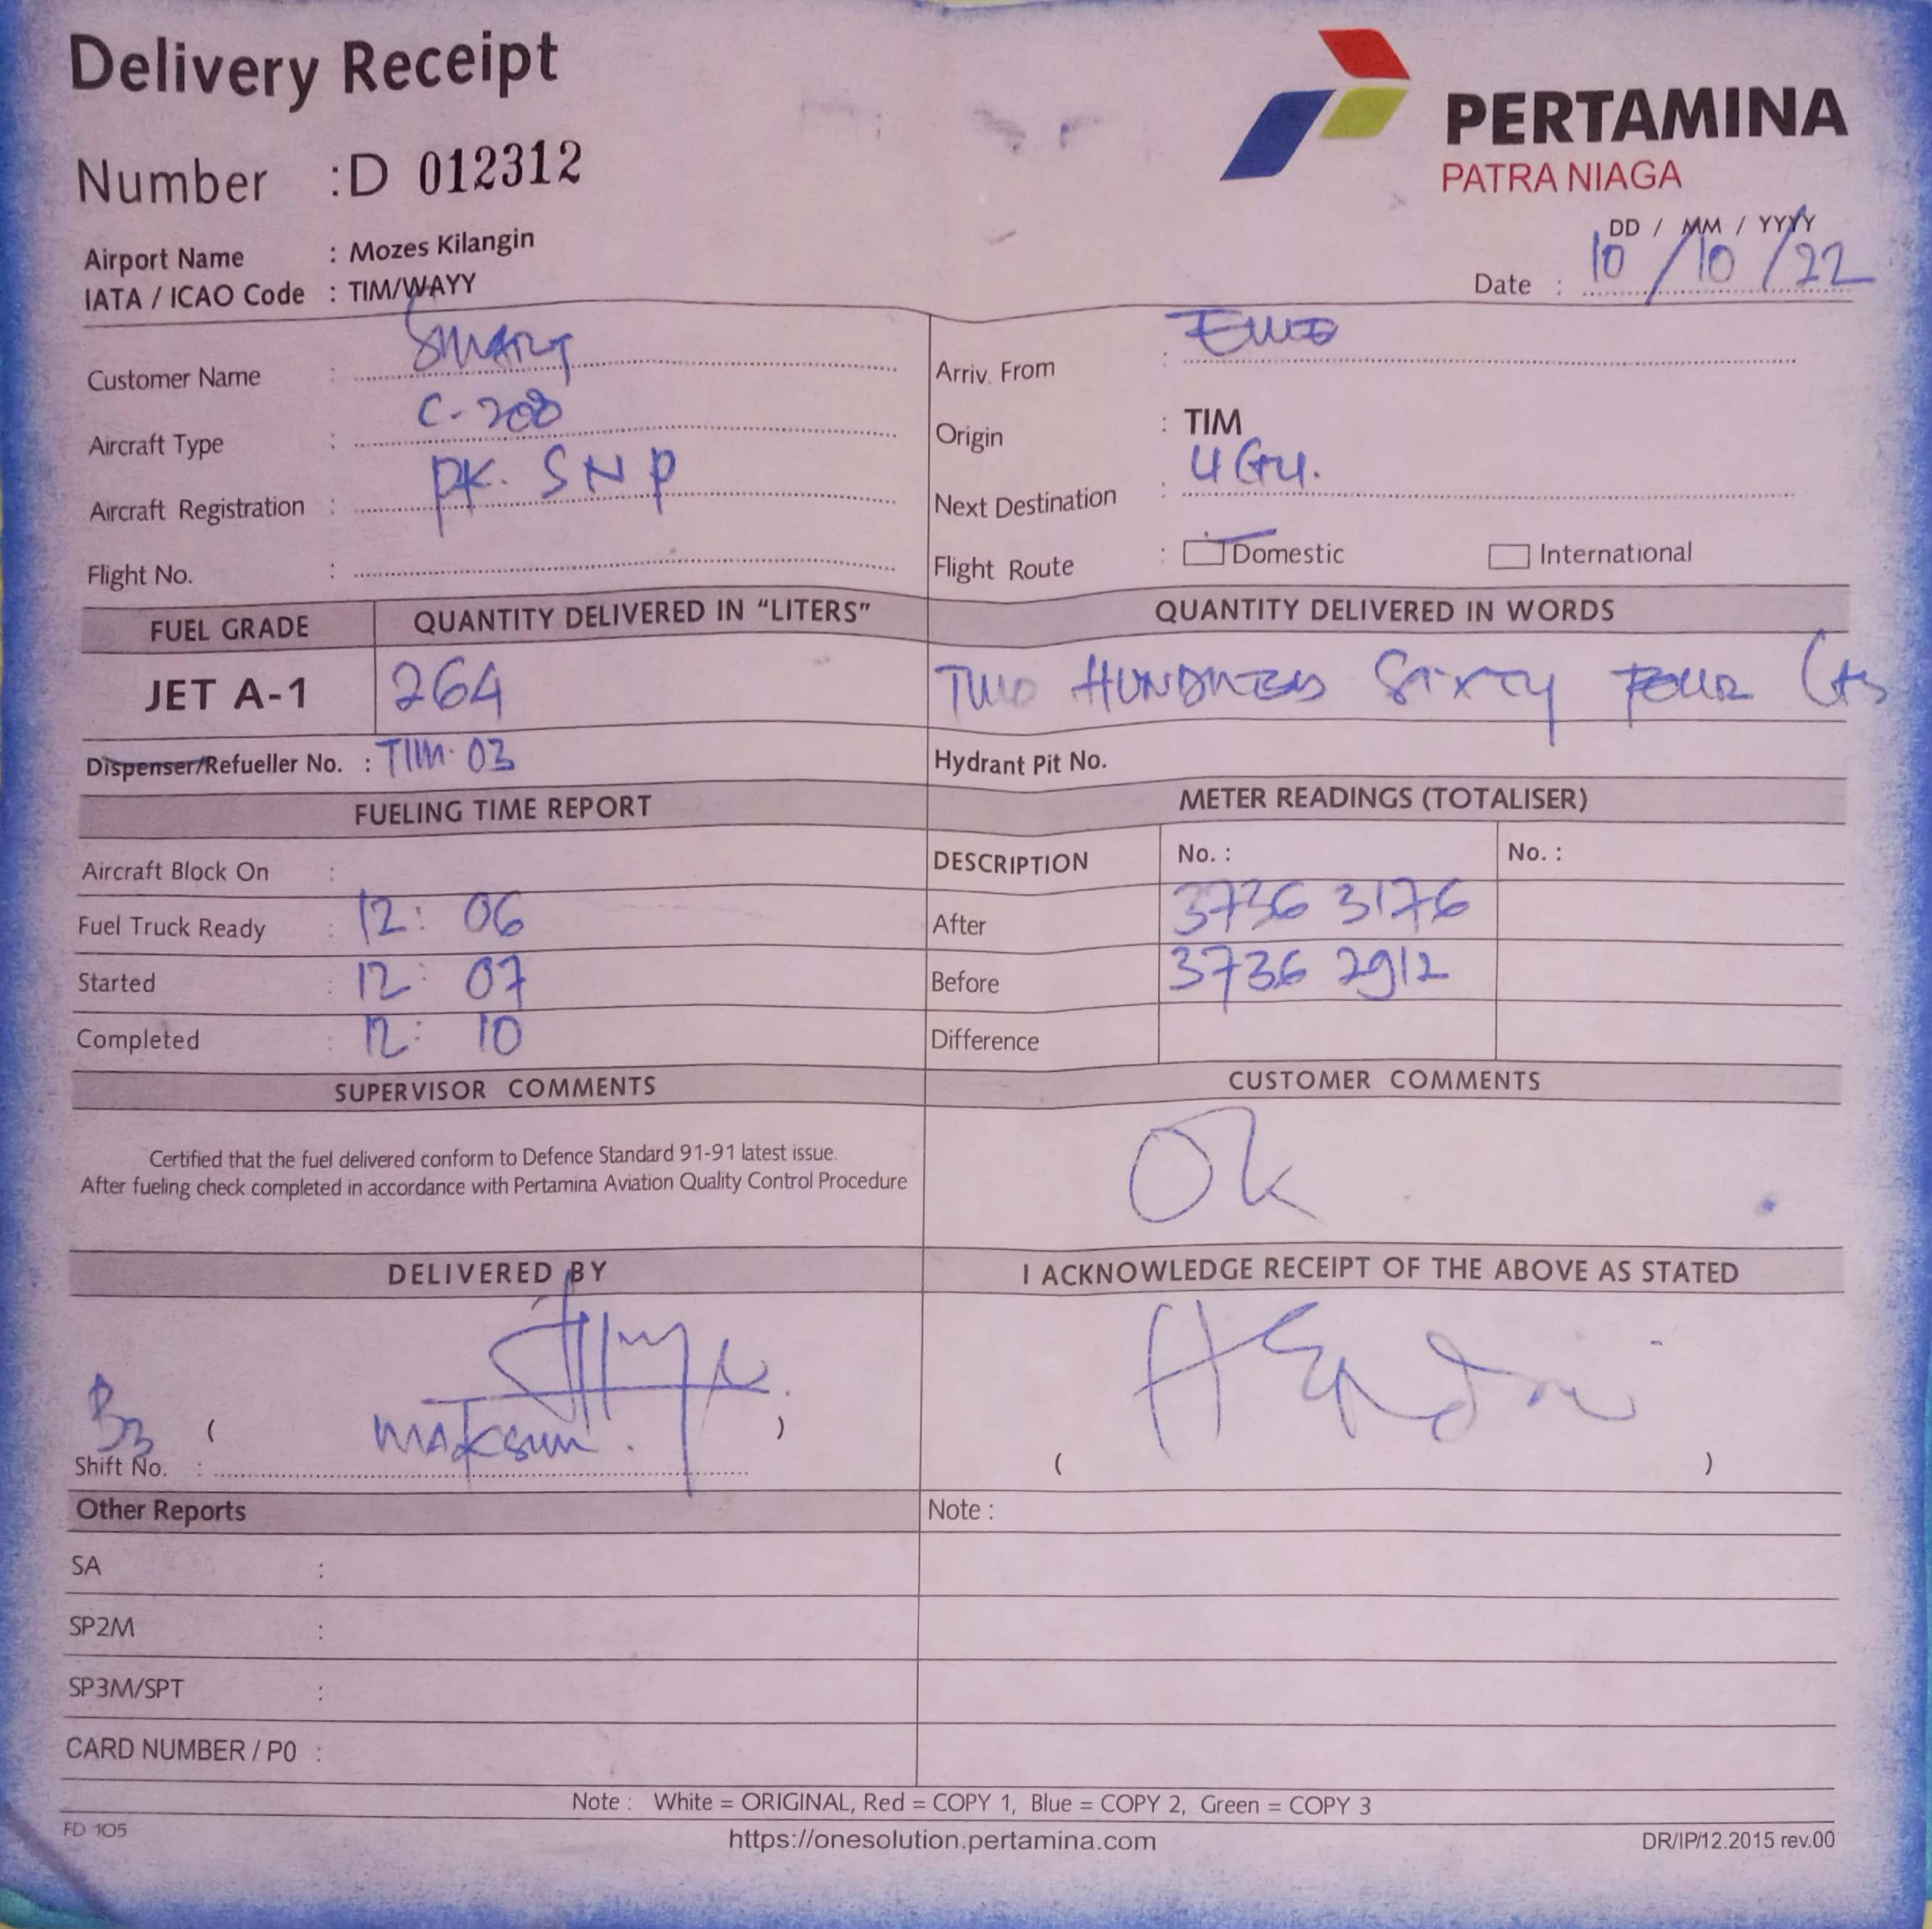 Delivery Receipt
PERTAMINA
PATRA NIAGA
Number : D 012312
Airport Name : Mozes Kilangin
IATA / ICAO Code : TIM/WAYY
DD / MM / YYYY
Date : 10/10/22
Customer Name : SMART
Arriv. From :
Aircraft Type : C-208
Origin : TIM
Aircraft Registration : PK. SNP
Next Destination :
Flight No. :
Flight Route : Domestic International
FUEL GRADE QUANTITY DELIVERED IN "LITERS" QUANTITY DELIVERED IN WORDS
JET A-1 264 TWO HUNDRED SIXTY FOUR
Dispenser/Refueller No. : TIM. 03 Hydrant Pit No.
FUELING TIME REPORT METER READINGS (TOTALISER)
Aircraft Block On : DESCRIPTION No. : No. :
Fuel Truck Ready : 12: 06 After 3736 3176
Started : 12: 07 Before 3736 2912
Completed : 12: 10 Difference
SUPERVISOR COMMENTS CUSTOMER COMMENTS
Certified that the fuel delivered conform to Defence Standard 91-91 latest issue.
After fueling check completed in accordance with Pertamina Aviation Quality Control Procedure
Ok
DELIVERED BY I ACKNOWLEDGE RECEIPT OF THE ABOVE AS STATED
( MAKSUM . ) ( Hendri )
Shift No. :
Other Reports Note :
SA :
SP2M :
SP3M/SPT :
CARD NUMBER / P0 :
Note : White = ORIGINAL, Red = COPY 1, Blue = COPY 2, Green = COPY 3
FD 105 https://onesolution.pertamina.com DR/IP/12.2015 rev.00